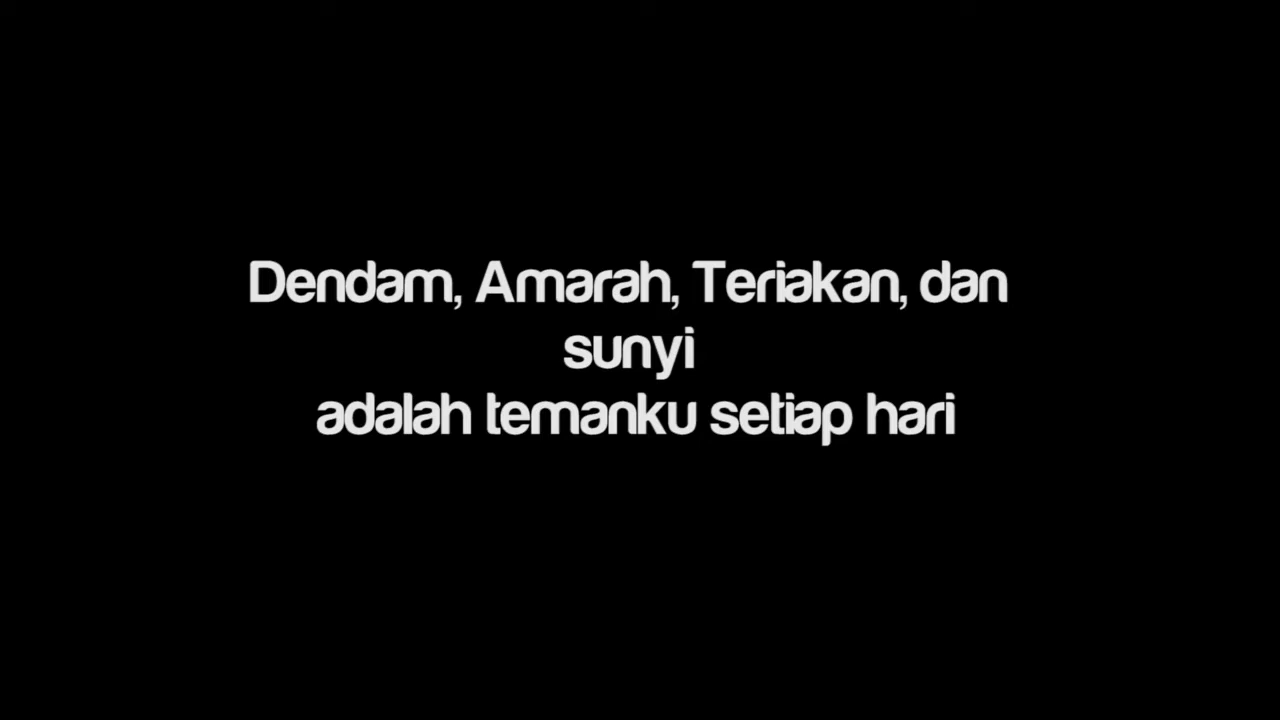 Dendam, Amarah, Teriakan, dan
sunyi
adalah temanku setiap hari